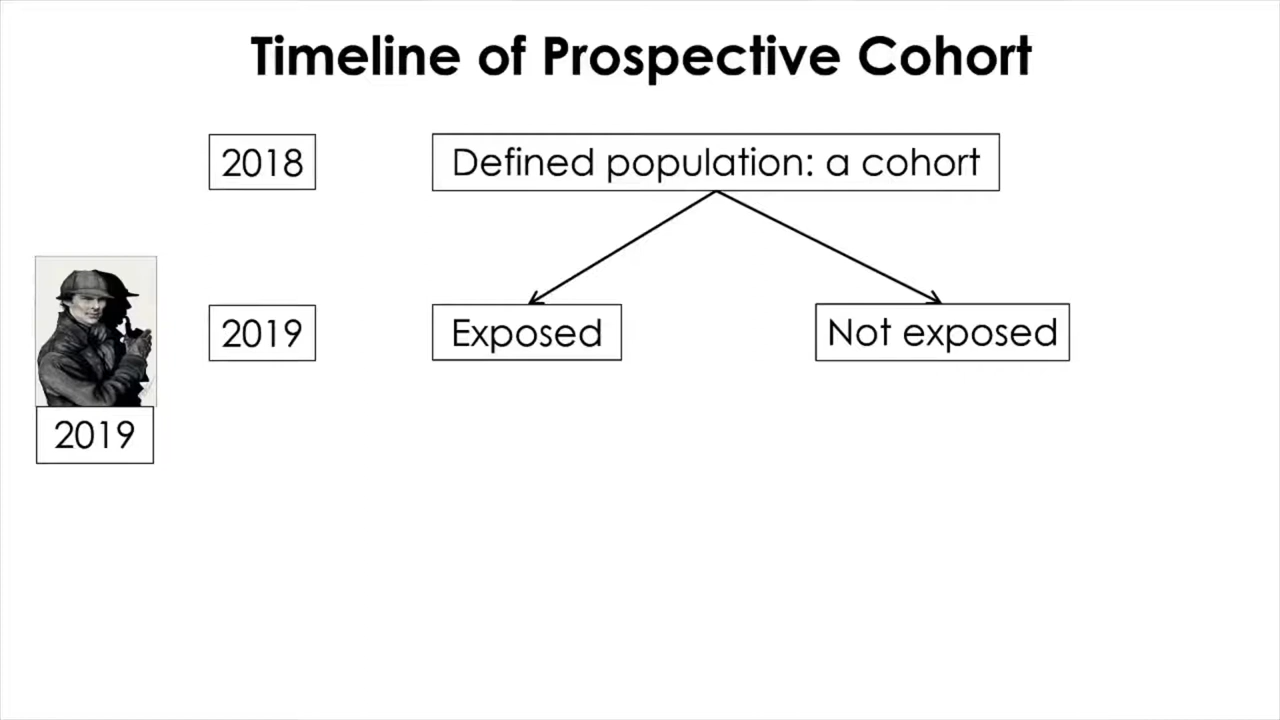 Timeline of Prospective Cohort
2018
Defined population: a cohort
2019
Exposed
Not exposed
2019